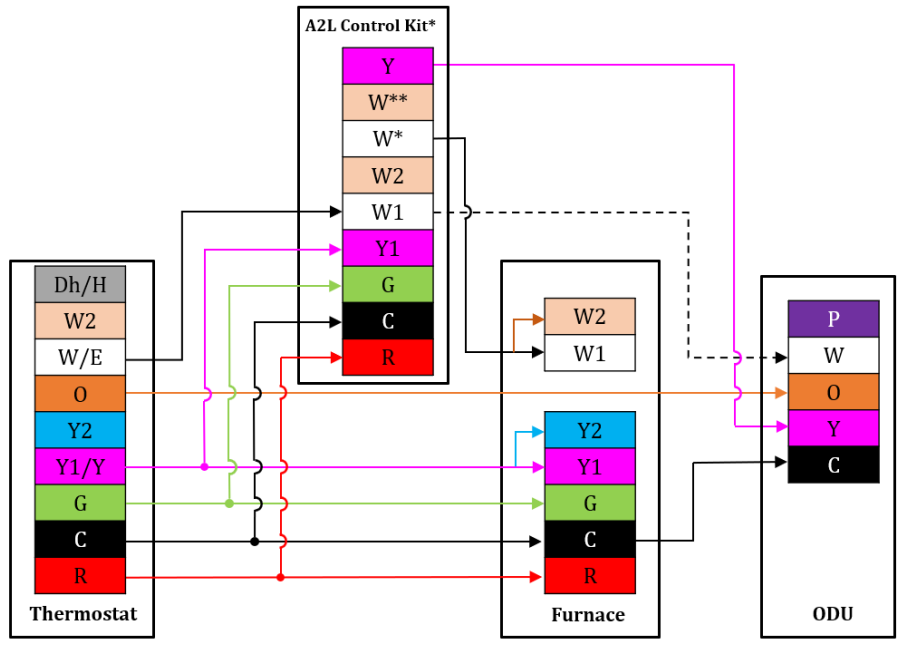 A2L Control Kit*
Y
W**
W*
W2
W1
Y1
G
C
R
Dh/H
W2
W/E
O
Y2
Y1/Y
G
C
R
Thermostat
W2
W1
Y2
Y1
G
C
R
Furnace
P
W
O
Y
C
ODU